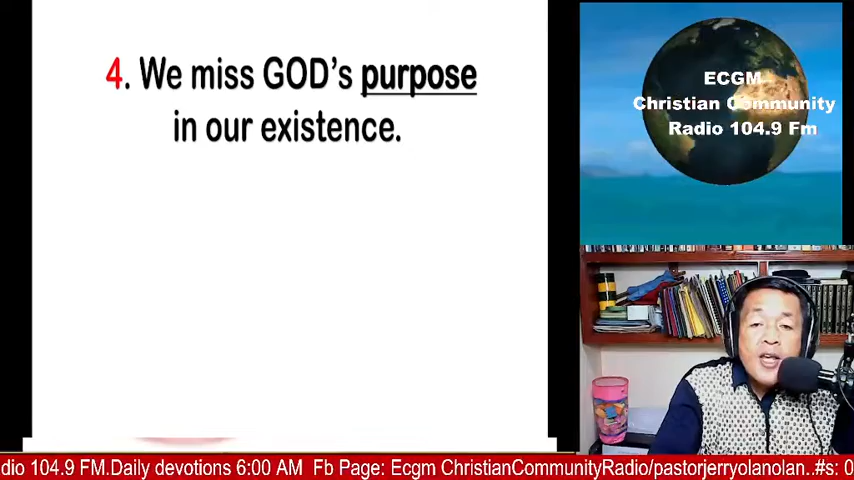 4. We miss GOD's purpose
in our existence.
ECGM
Christian Community
Radio 104.9 Fm
dio 104.9 FM.Daily devotions 6:00 AM Fb Page: Ecgm ChristianCommunityRadio/pastorjerryolanolan..#s: 0